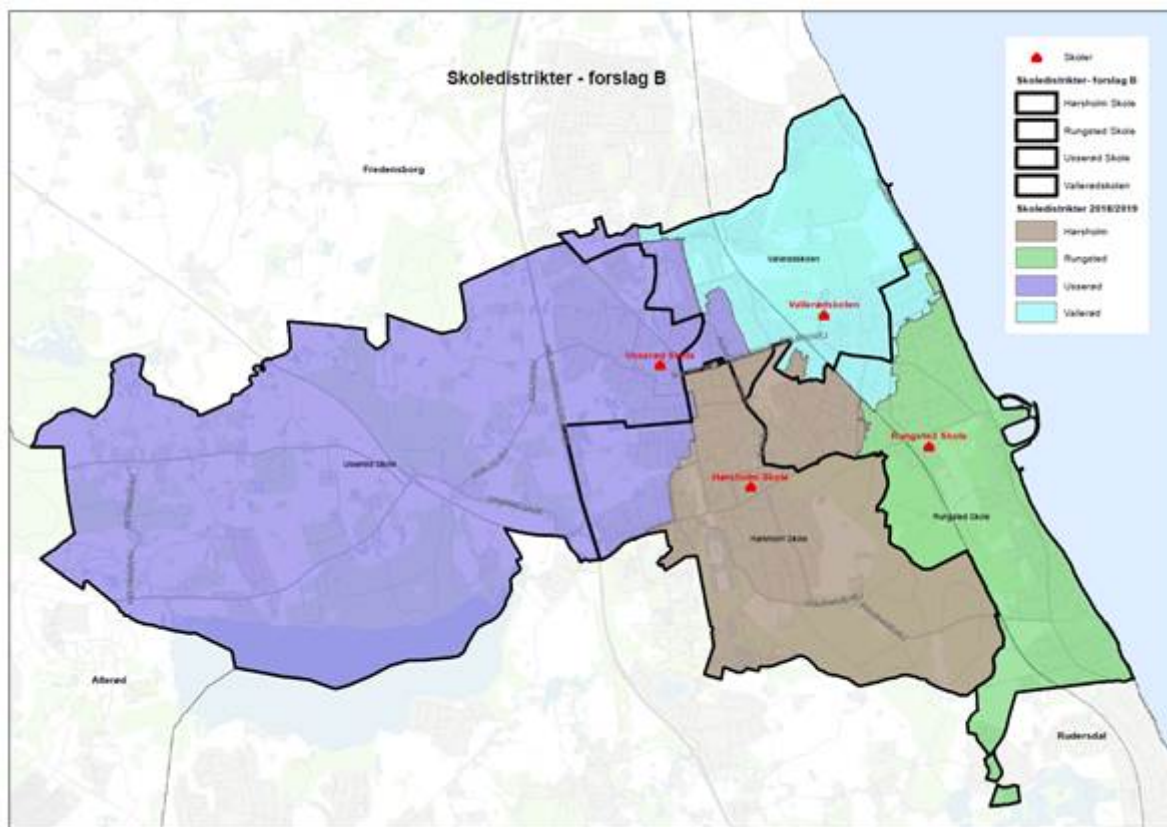 Skoledistrikter - forslag B
Skoler
Skoledistrikter- forslag B
Hørsholm Skole
Rungsted Skole
Usserød Skole
Vallerødskolen
Skoledistrikter 2018/2019
Hørsholm
Rungsted
Usserød
Vallerød
Fredensborg
Vallerødskolen
Vallerødskolen
Usserød Skole
Rungsted Skole
Usserød Skole
Hørsholm Skole
Rungsted Skole
Hørsholm Skole
Allerød
Rudersdal